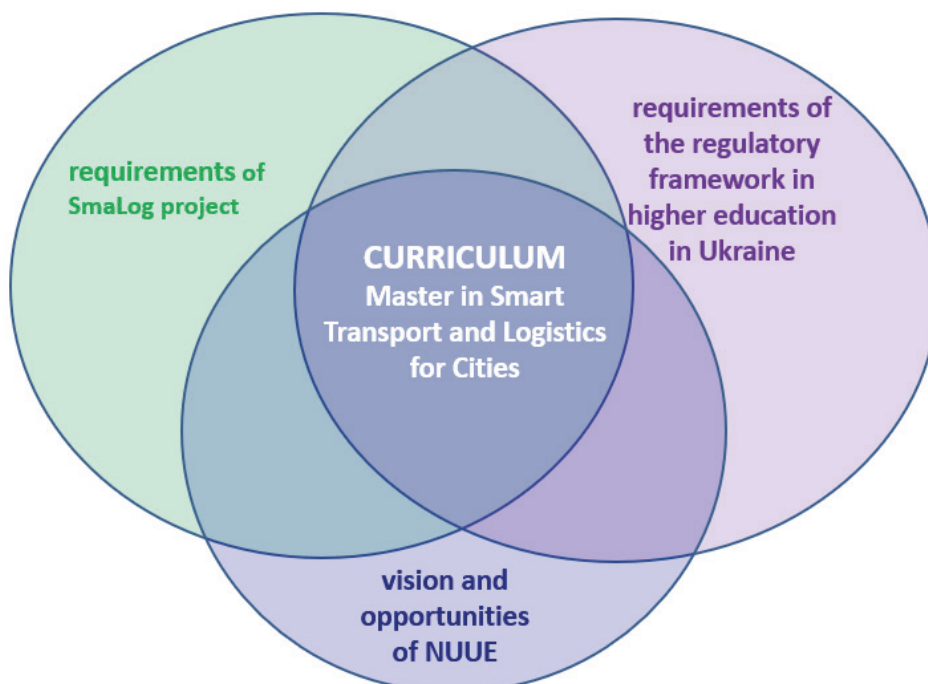 requirements of
SmaLog project
requirements of
the regulatory
framework in
higher education
in Ukraine
CURRICULUM
Master in Smart
Transport and Logistics
for Cities
vision and
opportunities
of NUUE